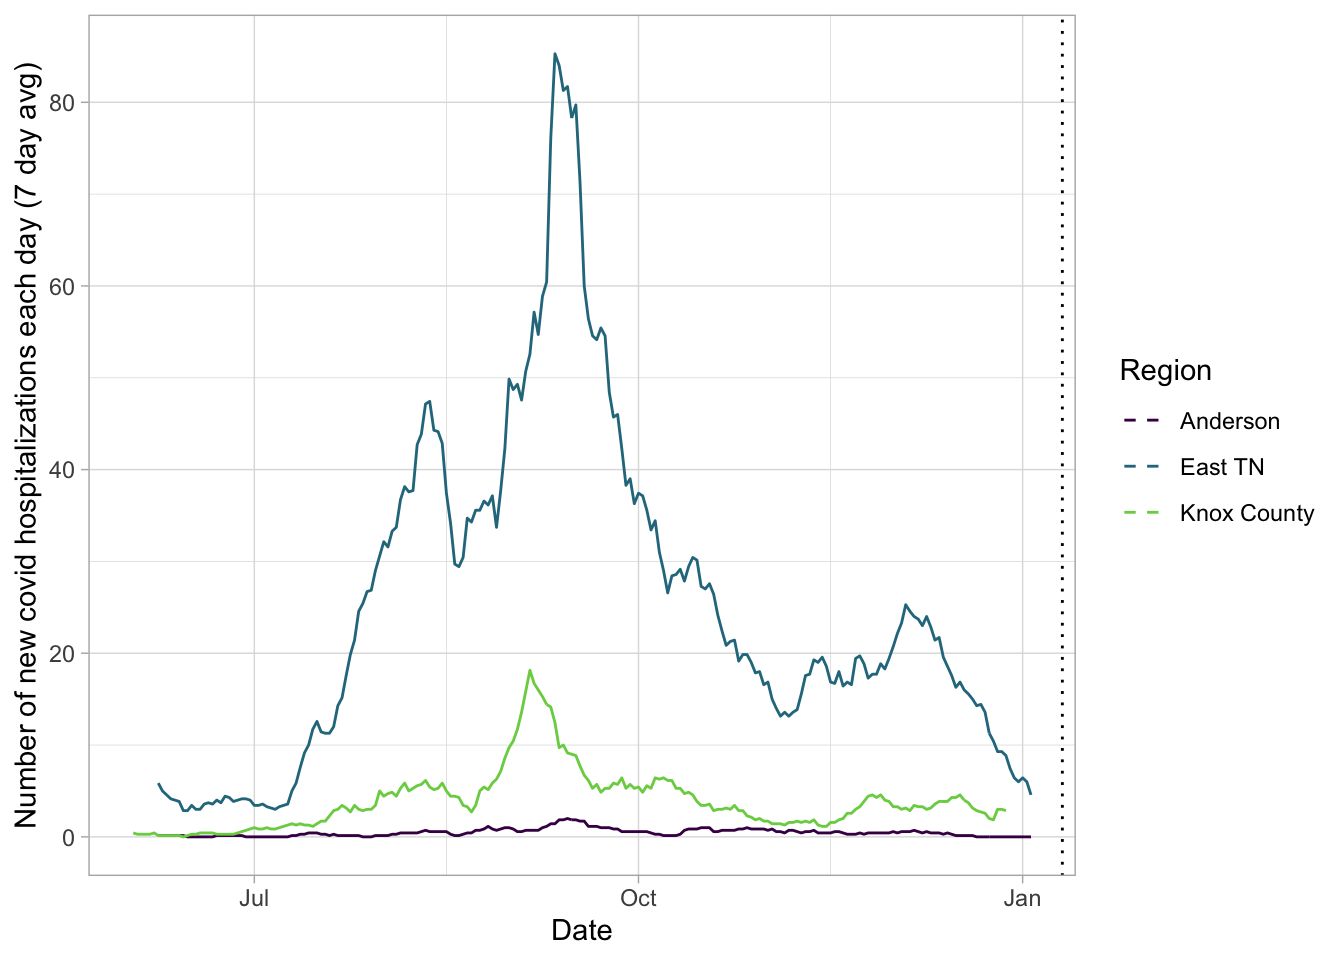 Number of new covid hospitalizations each day (7 day avg)
80
60
40
20
0
Jul
Oct
Jan
Date
Region
Anderson
East TN
Knox County